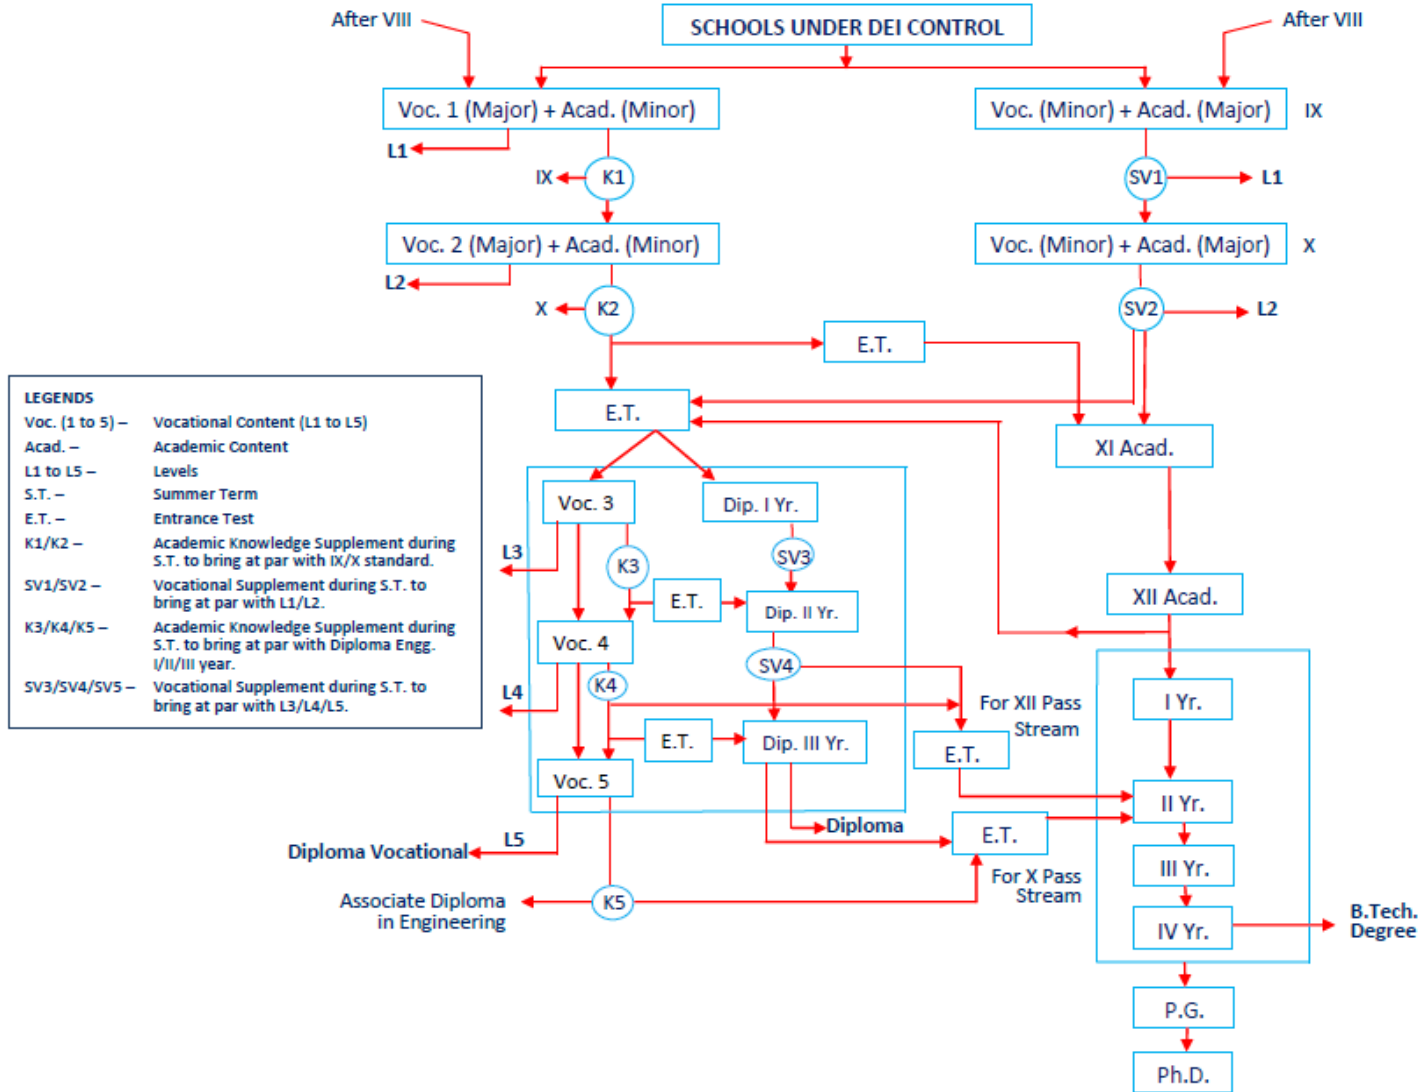 After VIII
SCHOOLS UNDER DEI CONTROL
After VIII
Voc. 1 (Major) + Acad. (Minor)
Voc. (Minor) + Acad. (Major)
IX
L1
IX
K1
SV1
L1
Voc. 2 (Major) + Acad. (Minor)
Voc. (Minor) + Acad. (Major)
X
L2
X
K2
SV2
L2
E.T.
E.T.
XI Acad.
LEGENDS
Voc. (1 to 5) – Vocational Content (L1 to L5)
Acad. – Academic Content
L1 to L5 – Levels
S.T. – Summer Term
E.T. – Entrance Test
K1/K2 – Academic Knowledge Supplement during
S.T. to bring at par with IX/X standard.
SV1/SV2 – Vocational Supplement during S.T. to
bring at par with L1/L2.
K3/K4/K5 – Academic Knowledge Supplement during
S.T. to bring at par with Diploma Engg.
I/II/III year.
SV3/SV4/SV5 – Vocational Supplement during S.T. to
bring at par with L3/L4/L5.
Voc. 3
Dip. I Yr.
L3
K3
SV3
E.T.
Dip. II Yr.
XII Acad.
Voc. 4
SV4
L4
K4
For XII Pass
Stream
I Yr.
E.T.
Dip. III Yr.
E.T.
Voc. 5
II Yr.
Diploma
E.T.
L5
Diploma Vocational
III Yr.
For X Pass
Stream
Associate Diploma
in Engineering
K5
IV Yr.
B.Tech.
Degree
P.G.
Ph.D.